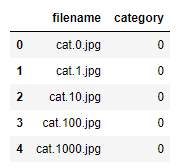 filename category
0 cat.0.jpg 0
1 cat.1.jpg 0
2 cat.10.jpg 0
3 cat.100.jpg 0
4 cat.1000.jpg 0